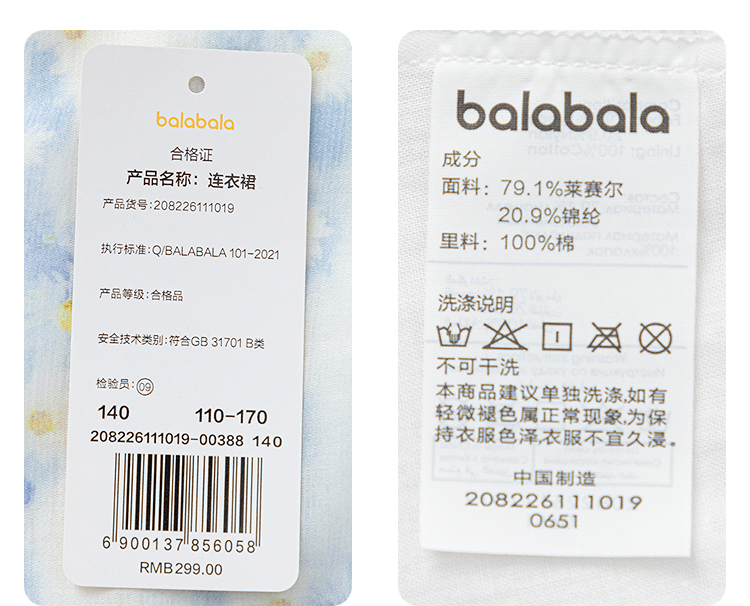 balabala
合格证
产品名称：连衣裙
产品货号:208226111019
执行标准:Q/BALABALA 101-2021
产品等级:合格品
安全技术类别:符合GB 31701 B类
检验员:09
140 110-170
208226111019-00388 140
6 900137 856058
RMB299.00
balabala
成分
面料：79.1%莱赛尔
20.9%锦纶
里料：100%棉
洗涤说明
不可干洗
本商品建议单独洗涤,如有
轻微褪色属正常现象,为保
持衣服色泽,衣服不宜久浸。
中国制造
208226111019
0651